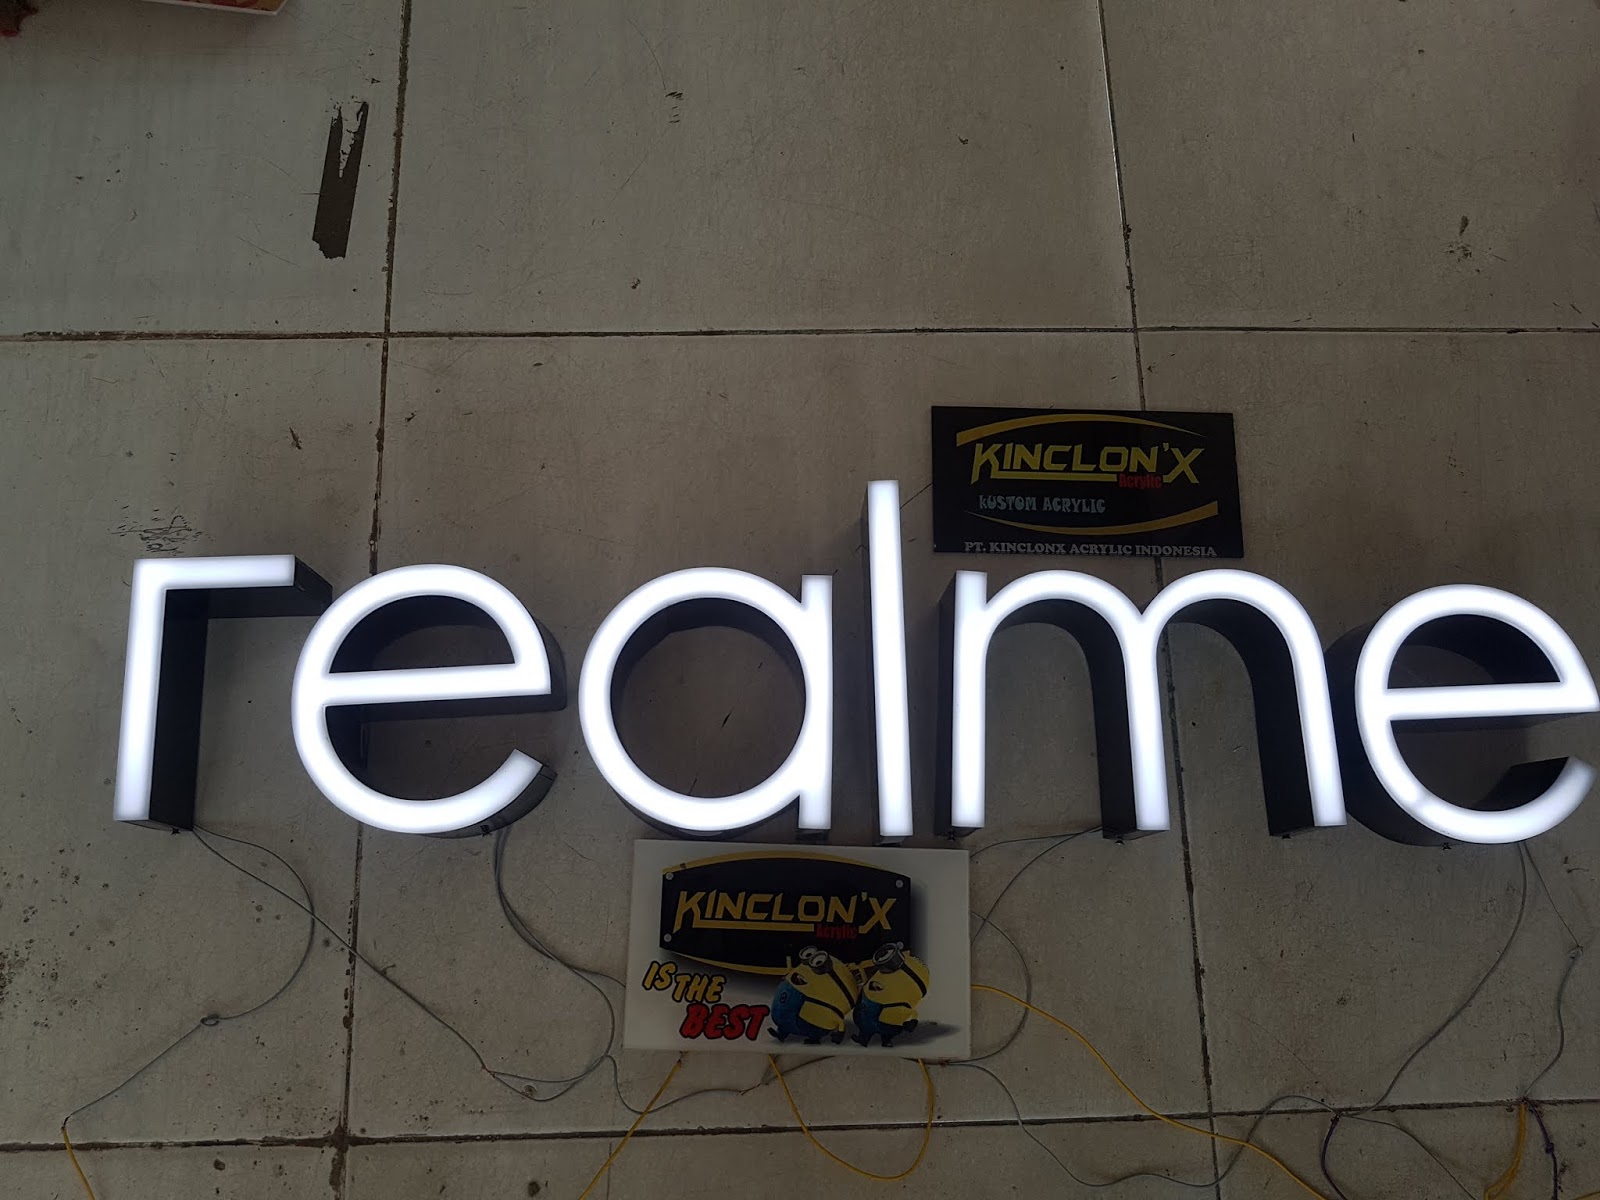 KINCLON'X
Acrylic
kUSTOM ACRYLIC
PT. KINCLONX ACRYLIC INDONESIA
realme
KINCLON'X
Acrylic
IS THE
BEST